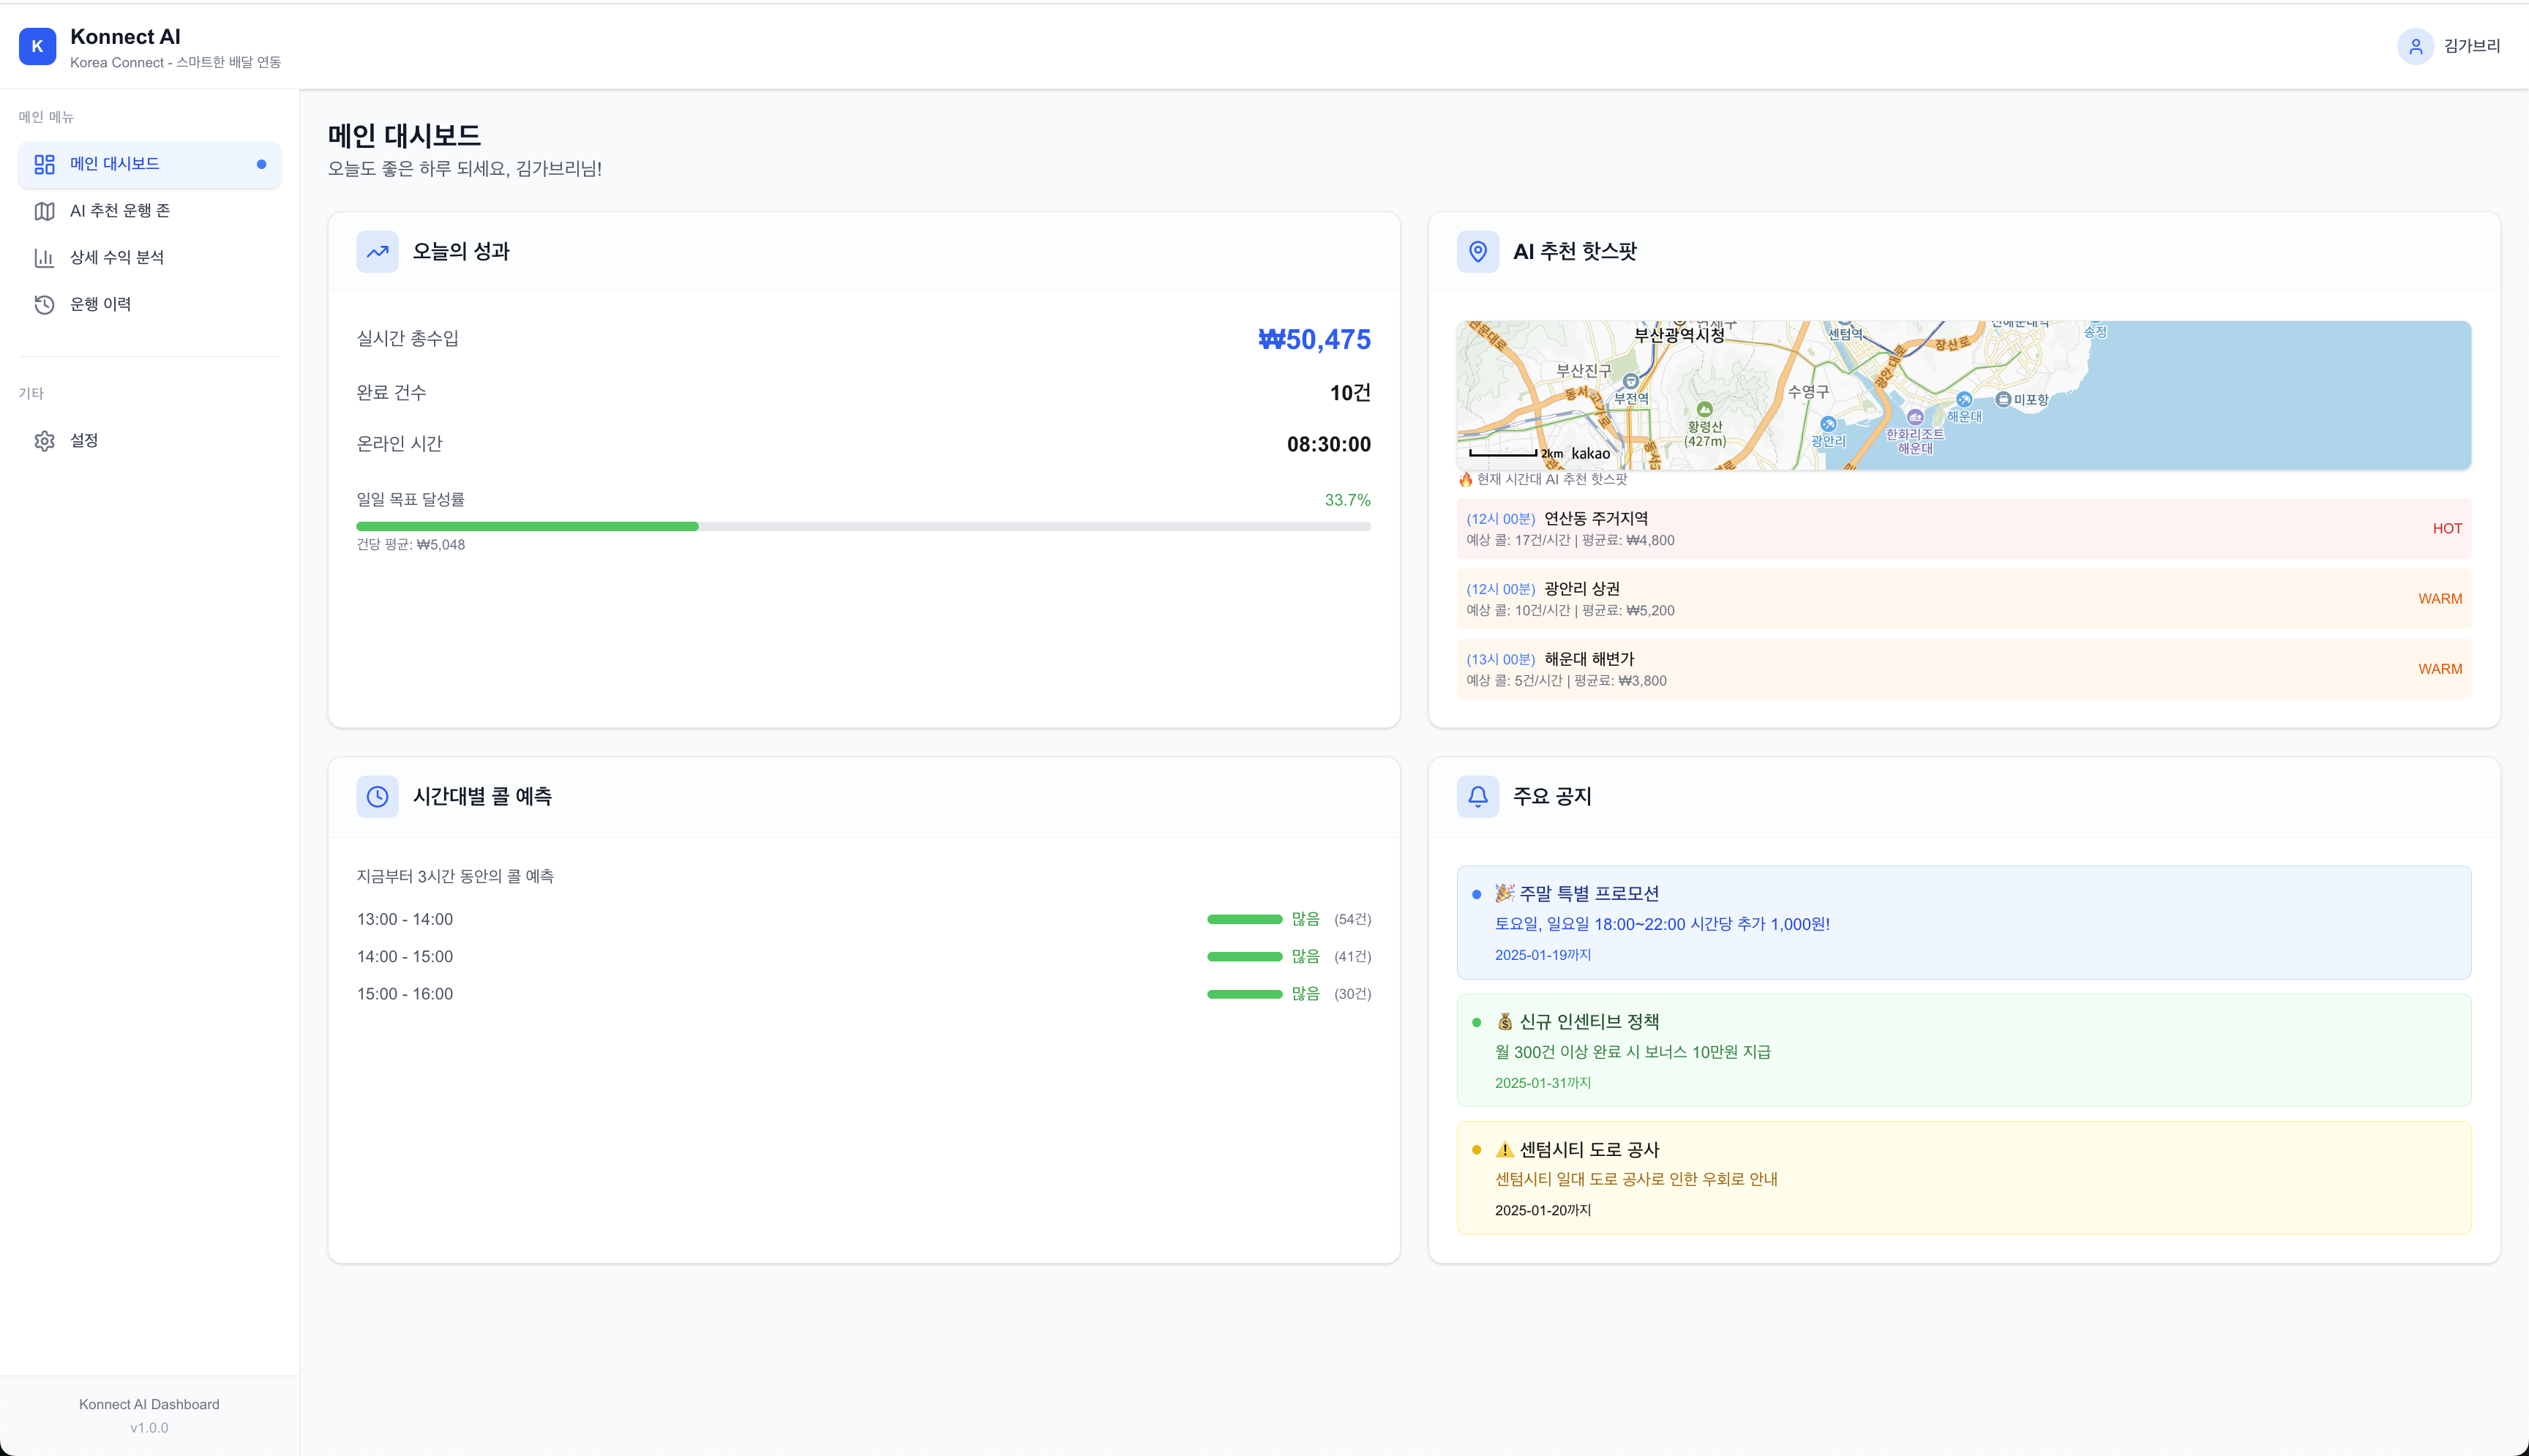 K
Konnect AI
Korea Connect - 스마트한 배달 연동
김가브리
메인 메뉴
메인 대시보드
AI 추천 운행 존
상세 수익 분석
운행 이력
기타
설정
Konnect AI Dashboard
v1.0.0
메인 대시보드
오늘도 좋은 하루 되세요, 김가브리님!
오늘의 성과
실시간 총수입
₩50,475
완료 건수
10건
온라인 시간
08:30:00
일일 목표 달성률
33.7%
건당 평균: ₩5,048
AI 추천 핫스팟
부산광역시청
센텀역
송정
장산로
부산진구
동서고가로
부전역
수영구
광안대로
미포항
해운대
황령산
(427m)
광안리
한화리조트
해운대
2km
kakao
🔥 현재 시간대 AI 추천 핫스팟
(12시 00분) 연산동 주거지역
예상 콜: 17건/시간 | 평균료: ₩4,800
HOT
(12시 00분) 광안리 상권
예상 콜: 10건/시간 | 평균료: ₩5,200
WARM
(13시 00분) 해운대 해변가
예상 콜: 5건/시간 | 평균료: ₩3,800
WARM
시간대별 콜 예측
지금부터 3시간 동안의 콜 예측
13:00 - 14:00 많음 (54건)
14:00 - 15:00 많음 (41건)
15:00 - 16:00 많음 (30건)
주요 공지
🎉 주말 특별 프로모션
토요일, 일요일 18:00~22:00 시간당 추가 1,000원!
2025-01-19까지
💰 신규 인센티브 정책
월 300건 이상 완료 시 보너스 10만원 지급
2025-01-31까지
⚠️ 센텀시티 도로 공사
센텀시티 일대 도로 공사로 인한 우회로 안내
2025-01-20까지